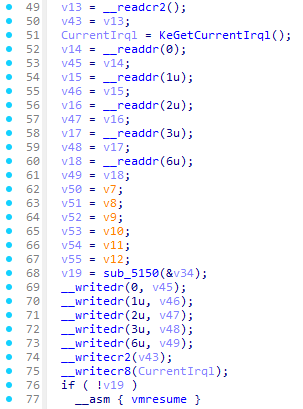 49 v13 = __readcr2();
50 v43 = v13;
51 CurrentIrql = KeGetCurrentIrql();
52 v14 = __readdr(0);
53 v45 = v14;
54 v15 = __readdr(1u);
55 v46 = v15;
56 v16 = __readdr(2u);
57 v47 = v16;
58 v17 = __readdr(3u);
59 v48 = v17;
60 v18 = __readdr(6u);
61 v49 = v18;
62 v50 = v7;
63 v51 = v8;
64 v52 = v9;
65 v53 = v10;
66 v54 = v11;
67 v55 = v12;
68 v19 = sub_5150(&v34);
69 __writedr(0, v45);
70 __writedr(1u, v46);
71 __writedr(2u, v47);
72 __writedr(3u, v48);
73 __writedr(6u, v49);
74 __writecr2(v43);
75 __writecr8(CurrentIrql);
76 if ( !v19 )
77 __asm { vmresume }